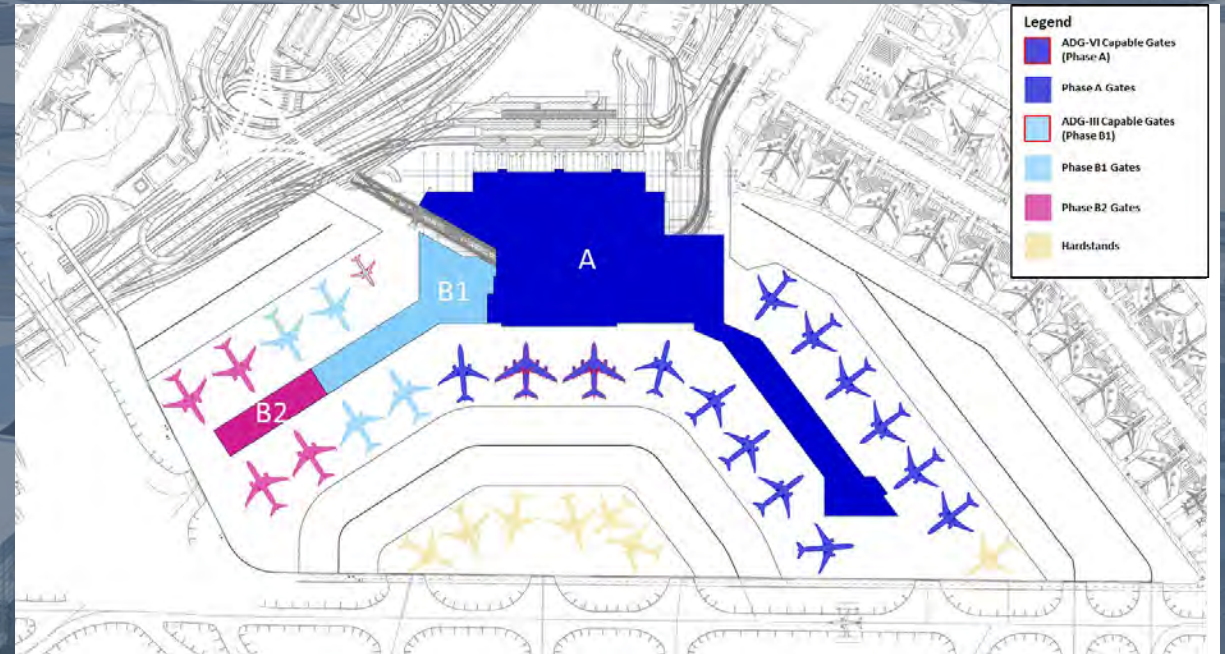 Legend
ADG-VI Capable Gates
(Phase A)
Phase A Gates
ADG-III Capable Gates
(Phase B1)
Phase B1 Gates
Phase B2 Gates
Hardstands
A
B1
B2